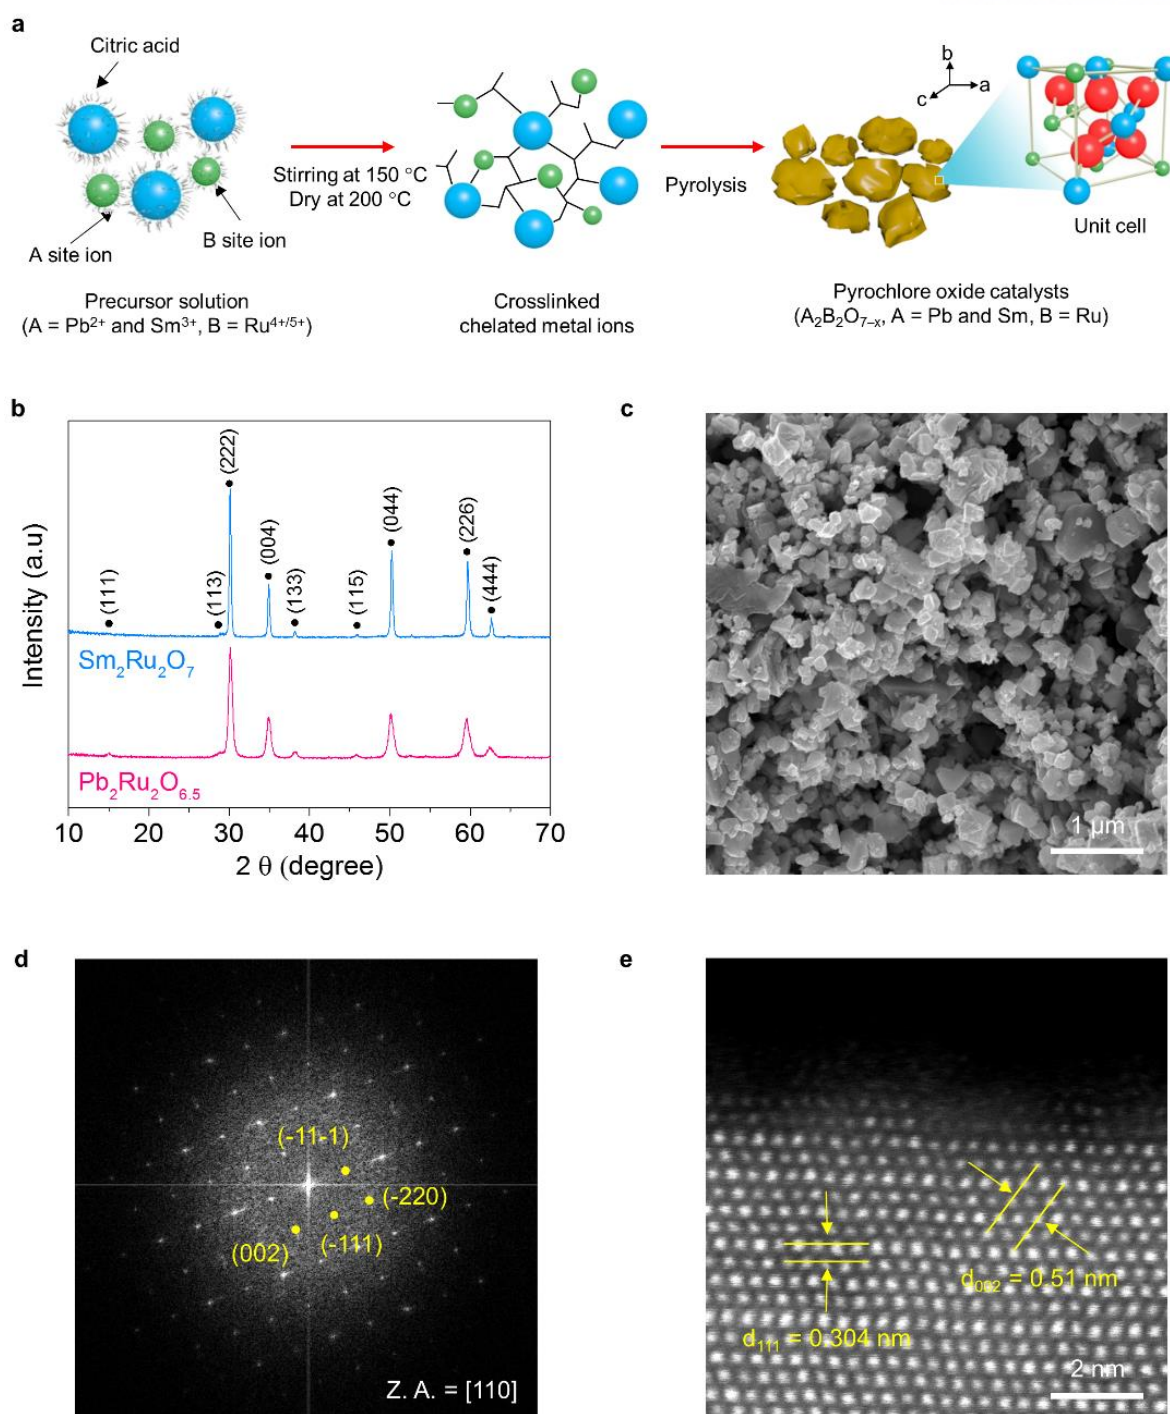 a
Citric acid
A site ion
B site ion
Precursor solution
(A = Pb²⁺ and Sm³⁺, B = Ru⁴⁺ᐟ⁵⁺)
Stirring at 150 °C
Dry at 200 °C
Crosslinked
chelated metal ions
Pyrolysis
b
a
c
Unit cell
Pyrochlore oxide catalysts
(A₂B₂O₇₋ₓ, A = Pb and Sm, B = Ru)
b
Intensity (a.u)
(111)
(113)
(222)
(004)
(133)
(115)
(044)
(226)
(444)
Sm₂Ru₂O₇
Pb₂Ru₂O₆.₅
10 20 30 40 50 60 70
2 θ (degree)
c
1 µm
d
(-11-1)
(-220)
(-111)
(002)
Z. A. = [110]
e
d₀₀₂ = 0.51 nm
d₁₁₁ = 0.304 nm
2 nm